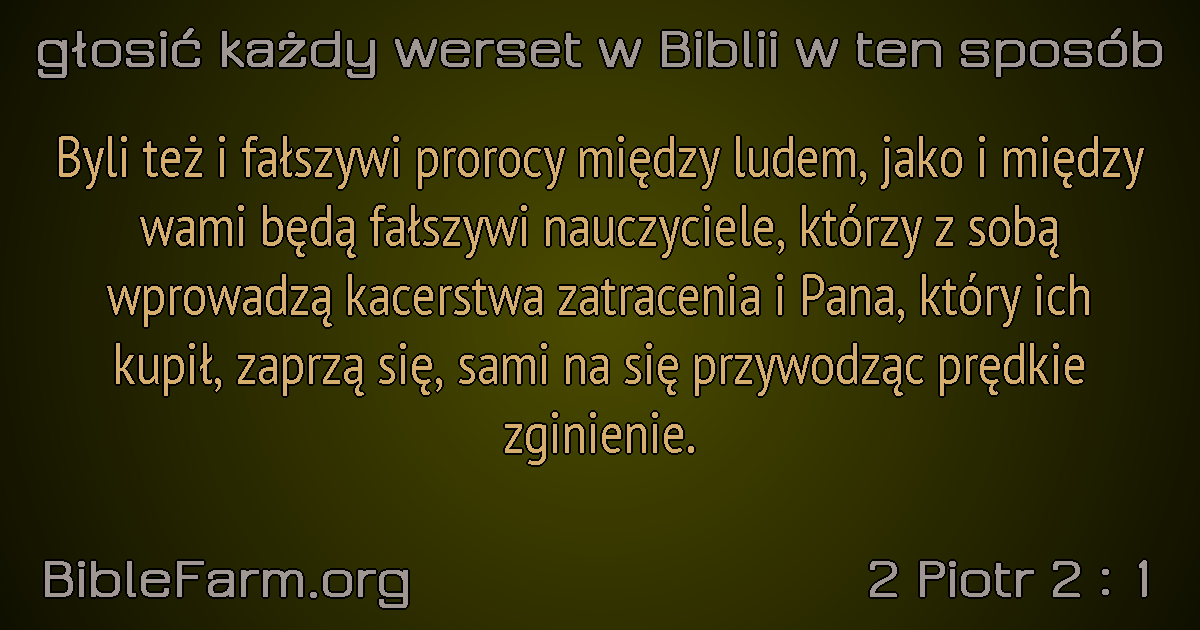 głosić każdy werset w Biblii w ten sposób
Byli też i fałszywi prorocy między ludem, jako i między
wami będą fałszywi nauczyciele, którzy z sobą
wprowadzą kacerstwa zatracenia i Pana, który ich
kupił, zaprzą się, sami na się przywodząc prędkie
zginienie.
BibleFarm.org
2 Piotr 2 : 1